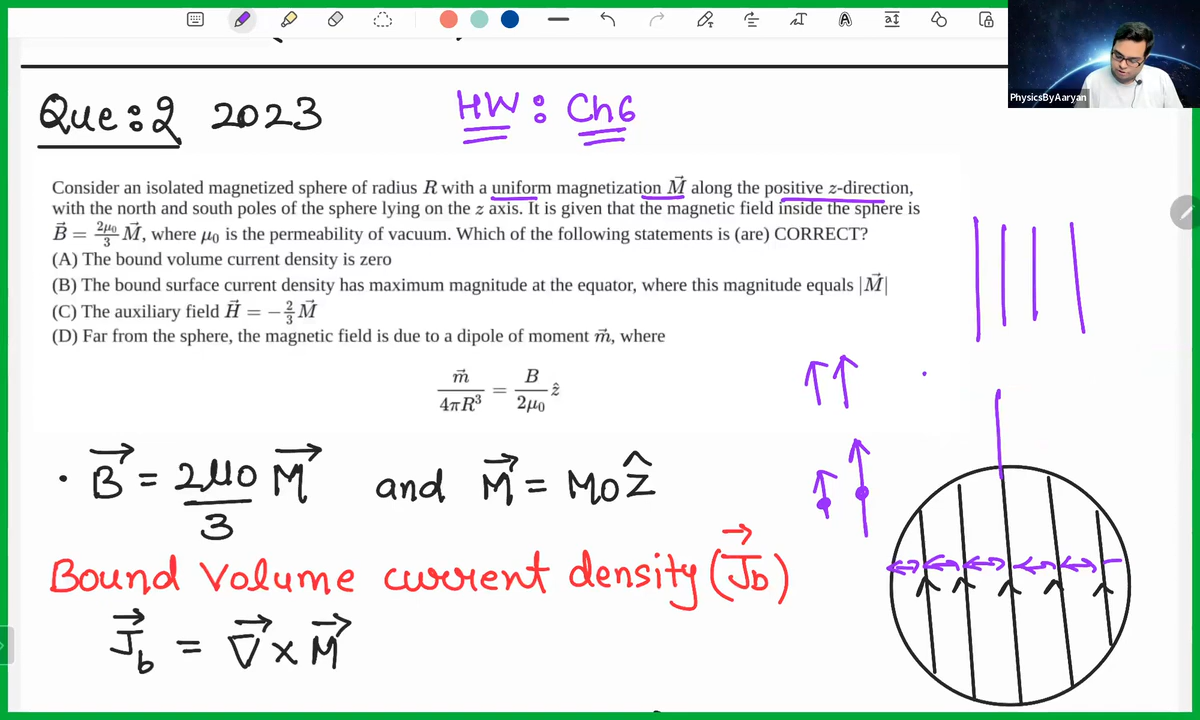 PhysicsByAaryan
Que:2 2023 HW: Ch6
Consider an isolated magnetized sphere of radius R with a uniform magnetization M⃗ along the positive z-direction,
with the north and south poles of the sphere lying on the z axis. It is given that the magnetic field inside the sphere is
B⃗ = 2μ₀/3 M⃗, where μ₀ is the permeability of vacuum. Which of the following statements is (are) CORRECT?
(A) The bound volume current density is zero
(B) The bound surface current density has maximum magnitude at the equator, where this magnitude equals |M⃗|
(C) The auxiliary field H⃗ = −2/3 M⃗
(D) Far from the sphere, the magnetic field is due to a dipole of moment m⃗, where
m⃗/4πR³ = B/2μ₀ ẑ
· B⃗ = 2μ₀/3 M⃗ and M⃗ = M₀ẑ
Bound Volume current density (J⃗b)
J⃗b = ∇⃗ × M⃗